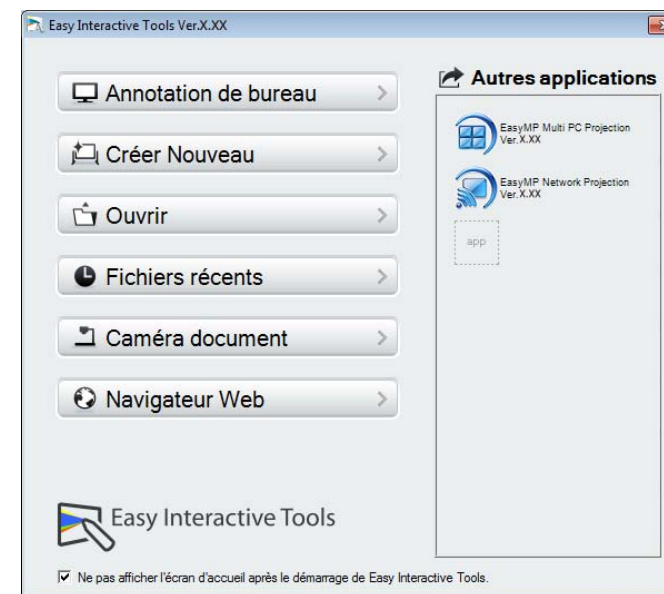 Easy Interactive Tools Ver.X.XX
Annotation de bureau
Créer Nouveau
Ouvrir
Fichiers récents
Caméra document
Navigateur Web
Autres applications
EasyMP Multi PC Projection
Ver.X.XX
EasyMP Network Projection
Ver.X.XX
app
Easy Interactive Tools
Ne pas afficher l'écran d'accueil après le démarrage de Easy Interactive Tools.